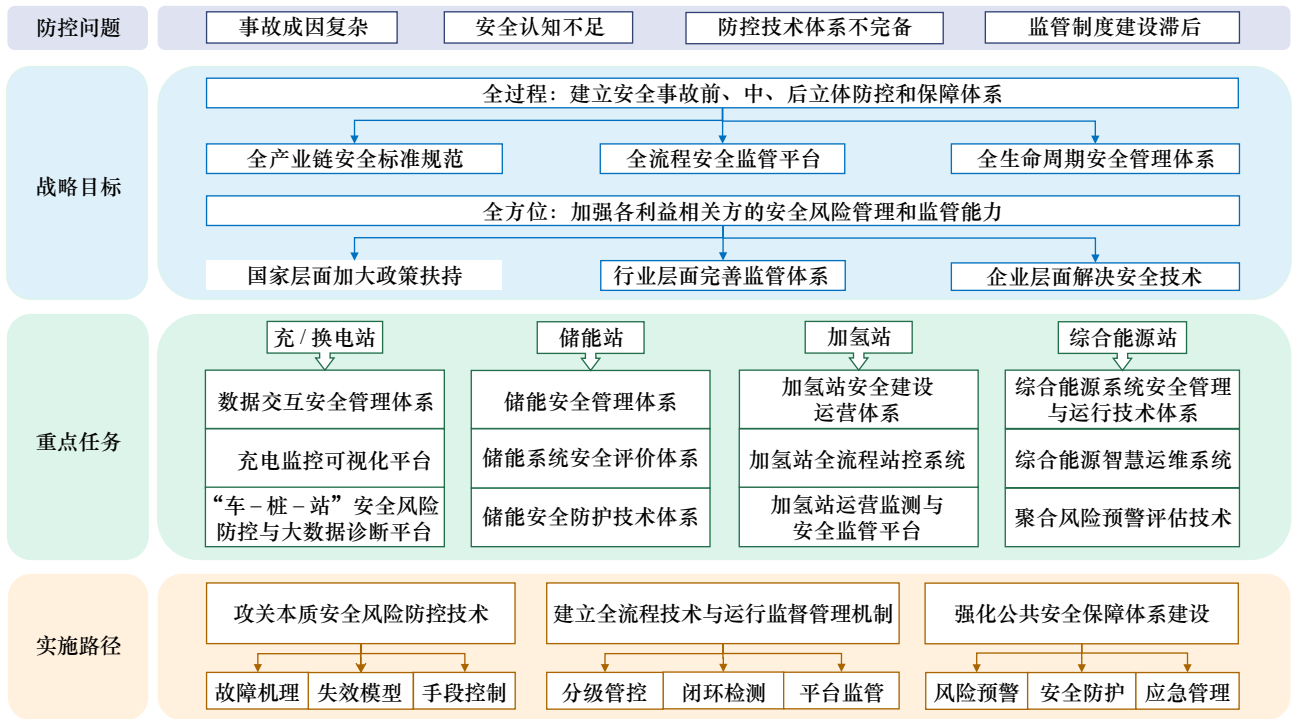 防控问题
事故成因复杂
安全认知不足
防控技术体系不完备
监管制度建设滞后
战略目标
全过程：建立安全事故前、中、后立体防控和保障体系
全产业链安全标准规范
全流程安全监管平台
全生命周期安全管理体系
全方位：加强各利益相关方的安全风险管理和监管能力
国家层面加大政策扶持
行业层面完善监管体系
企业层面解决安全技术
重点任务
充/换电站
数据交互安全管理体系
充电监控可视化平台
“车–桩–站”安全风险
防控与大数据诊断平台
储能站
储能安全管理体系
储能系统安全评价体系
储能安全防护技术体系
加氢站
加氢站安全建设
运营体系
加氢站全流程站控系统
加氢站运营监测与
安全监管平台
综合能源站
综合能源系统安全管理
与运行技术体系
综合能源智慧运维系统
聚合风险预警评估技术
实施路径
攻关本质安全风险防控技术
故障机理
失效模型
手段控制
建立全流程技术与运行监督管理机制
分级管控
闭环检测
平台监管
强化公共安全保障体系建设
风险预警
安全防护
应急管理